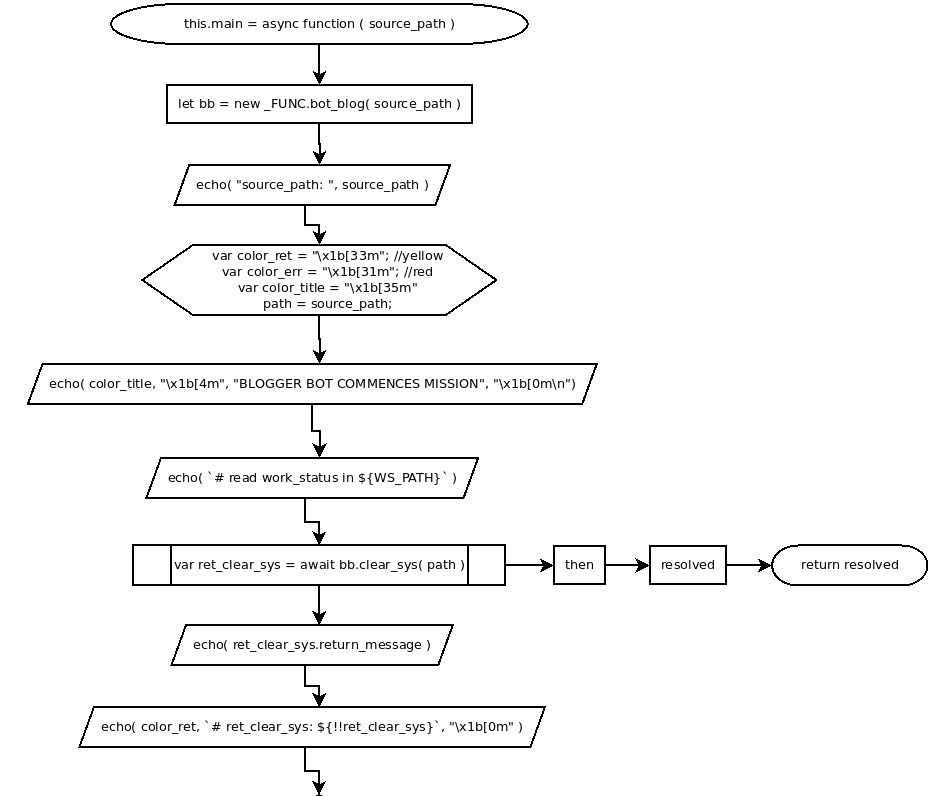 this.main = async function ( source_path )
let bb = new _FUNC.bot_blog( source_path )
echo( "source_path: ", source_path )
var color_ret = "\x1b[33m"; //yellow
var color_err = "\x1b[31m"; //red
var color_title = "\x1b[35m"
path = source_path;
echo( color_title, "\x1b[4m", "BLOGGER BOT COMMENCES MISSION", "\x1b[0m\n")
echo( `# read work_status in ${WS_PATH}` )
var ret_clear_sys = await bb.clear_sys( path )
then
resolved
return resolved
echo( ret_clear_sys.return_message )
echo( color_ret, `# ret_clear_sys: ${!!ret_clear_sys}`, "\x1b[0m" )